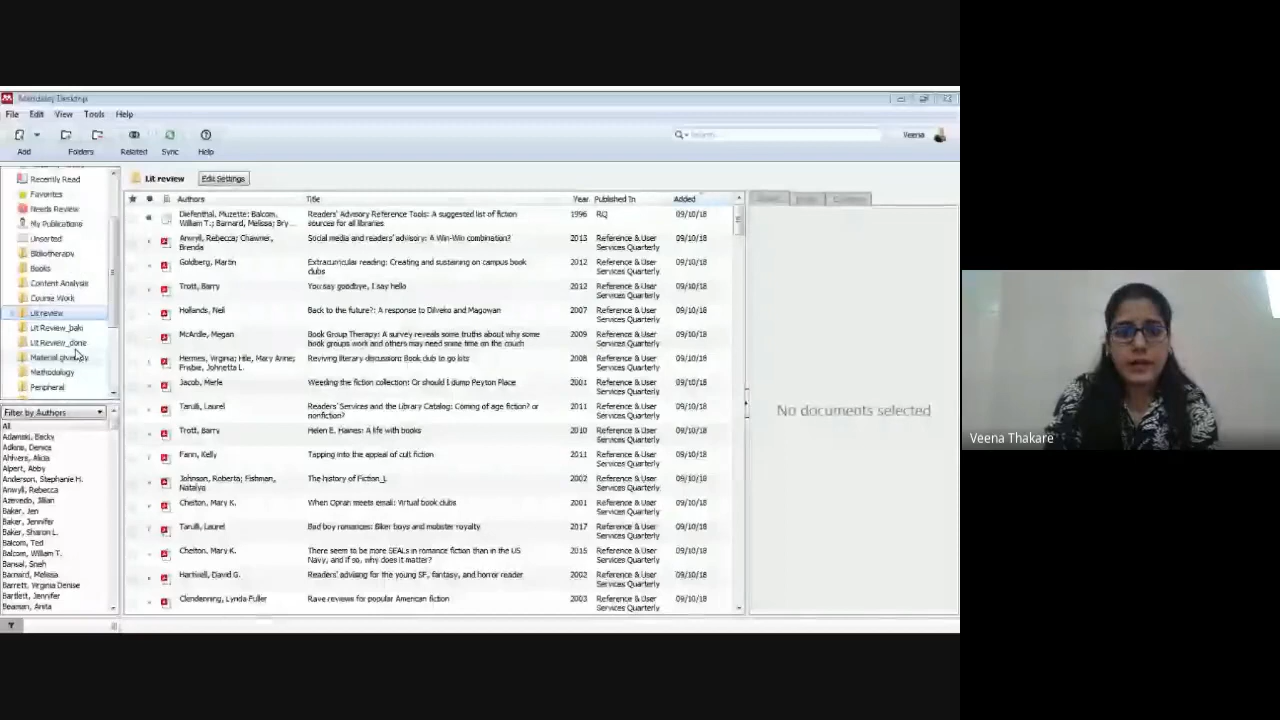 Mendeley Desktop
File Edit View Tools Help
Add Folders Related Sync Help
Search...
Veena
Recently Read
Favorites
Needs Review
My Publications
Unsorted
Bibliotherapy
Books
Content Analysis
Course Work
Lit review
Lit Review_baki
Lit Review_done
Methodology
Peripheral
Filter by Authors
All
Adamski, Becky
Adkins, Denice
Ahlvers, Alicia
Alpert, Abby
Anderson, Stephanie H.
Anwyll, Rebecca
Azevedo, Jillian
Baker, Jen
Baker, Jennifer
Baker, Sharon L.
Balcom, Ted
Balcom, William T.
Bansal, Sneh
Barnard, Melissa
Barrett, Virginia Denise
Bartlett, Jennifer
Beaman, Anita
Lit review Edit Settings
Authors Title Year Published In Added
Diefenthal, Muzette; Balcom, Readers' Advisory Reference Tools: A suggested list of fiction 1996 RQ 09/10/18
William T.; Barnard, Melissa; Bry... sources for all libraries
Anwyll, Rebecca; Chawner, Social media and readers' advisory: A Win-Win combination? 2013 Reference & User 09/10/18
Brenda Services Quarterly
Goldberg, Martin Extracurricular reading: Creating and sustaining on campus book 2012 Reference & User 09/10/18
clubs Services Quarterly
Trott, Barry You say goodbye, I say hello 2012 Reference & User 09/10/18
Services Quarterly
Hollands, Neil Back to the future?: A response to Dilveko and Magowan 2007 Reference & User 09/10/18
Services Quarterly
McArdle, Megan Book Group Therapy: A survey reveals some truths about why some 2009 Reference & User 09/10/18
book groups work and others may need some time on the couch Services Quarterly
Hermes, Virginia; Hile, Mary Anne; Reviving literary discussion: Book club to go kits 2008 Reference & User 09/10/18
Frisbie, Johnetta L. Services Quarterly
Jacob, Merle Weeding the fiction collection: Or should I dump Peyton Place 2001 Reference & User 09/10/18
Services Quarterly
Tarulli, Laurel Readers' Services and the Library Catalog: Coming of age fiction? or 2011 Reference & User 09/10/18
nonfiction? Services Quarterly
Trott, Barry Helen E. Haines: A life with books 2010 Reference & User 09/10/18
Services Quarterly
Fann, Kelly Tapping into the appeal of cult fiction 2011 Reference & User 09/10/18
Services Quarterly
Johnson, Roberta; Fishman, The history of Fiction_L 2002 Reference & User 09/10/18
Natalya Services Quarterly
Chelton, Mary K. When Oprah meets email: Virtual book clubs 2001 Reference & User 09/10/18
Services Quarterly
Tarulli, Laurel Bad boy romances: Biker boys and mobster royalty 2017 Reference & User 09/10/18
Services Quarterly
Chelton, Mary K. There seem to be more SEALs in romance fiction than in the US 2015 Reference & User 09/10/18
Navy, and if so, why does it matter? Services Quarterly
Hartwell, David G. Readers' advising for the young SF, fantasy, and horror reader 2002 Reference & User 09/10/18
Services Quarterly
Clendenning, Lynda Fuller Rave reviews for popular American fiction 2003 Reference & User 09/10/18
Services Quarterly
No documents selected
Veena Thakare